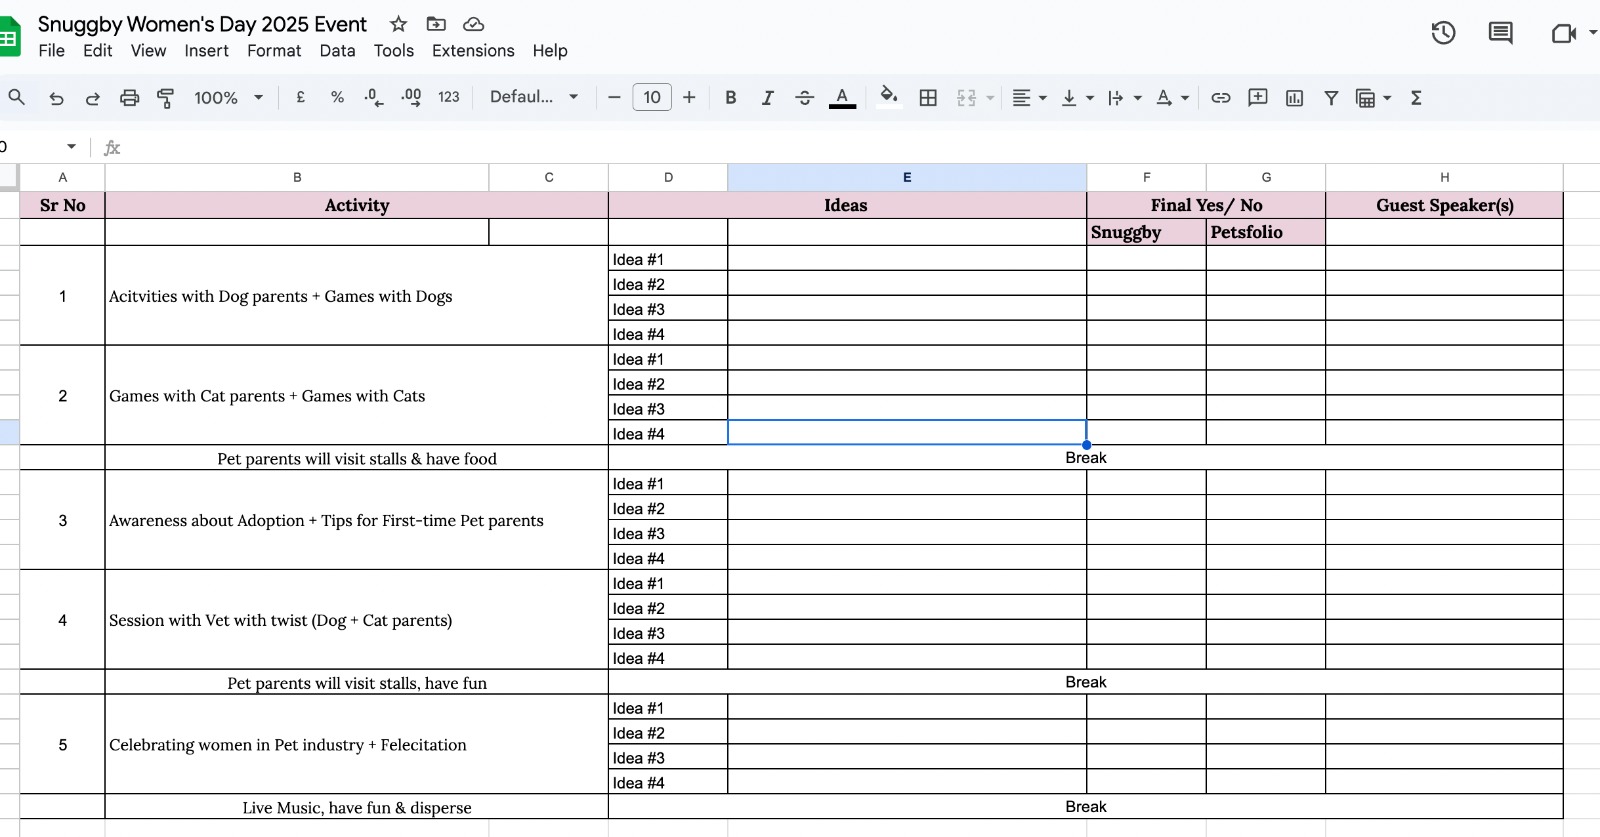 Snuggby Women's Day 2025 Event
File Edit View Insert Format Data Tools Extensions Help
100% £ % .0 .00 123 Defaul... 10 B I S A A Σ
fx
A B C D E F G H
Sr No Activity Ideas Final Yes/ No Guest Speaker(s)
Snuggby Petsfolio
1 Acitvities with Dog parents + Games with Dogs
Idea #1
Idea #2
Idea #3
Idea #4
2 Games with Cat parents + Games with Cats
Idea #1
Idea #2
Idea #3
Idea #4
Pet parents will visit stalls & have food Break
3 Awareness about Adoption + Tips for First-time Pet parents
Idea #1
Idea #2
Idea #3
Idea #4
4 Session with Vet with twist (Dog + Cat parents)
Idea #1
Idea #2
Idea #3
Idea #4
Pet parents will visit stalls, have fun Break
5 Celebrating women in Pet industry + Felecitation
Idea #1
Idea #2
Idea #3
Idea #4
Live Music, have fun & disperse Break